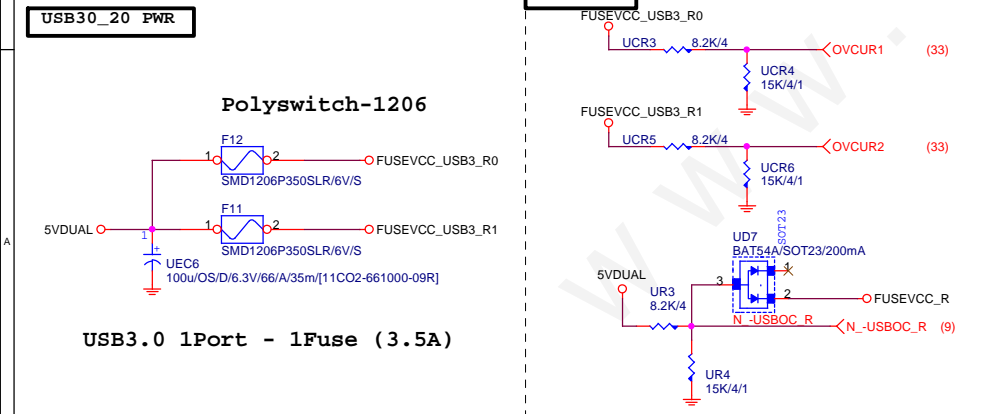 USB30_20 PWR
Polyswitch-1206
F12
1
2
FUSEVCC_USB3_R0
SMD1206P350SLR/6V/S
F11
5VDUAL
1
2
FUSEVCC_USB3_R1
SMD1206P350SLR/6V/S
1
+
UEC6
100u/OS/D/6.3V/66/A/35m/[11CO2-661000-09R]
USB3.0 1Port - 1Fuse (3.5A)
A
FUSEVCC_USB3_R0
UCR3
8.2K/4
OVCUR1
(33)
UCR4
15K/4/1
FUSEVCC_USB3_R1
UCR5
8.2K/4
OVCUR2
(33)
UCR6
15K/4/1
SOT23
UD7
BAT54A/SOT23/200mA
5VDUAL
1
3
2
FUSEVCC_R
UR3
8.2K/4
N_-USBOC_R
N_-USBOC_R
(9)
UR4
15K/4/1
w w w .